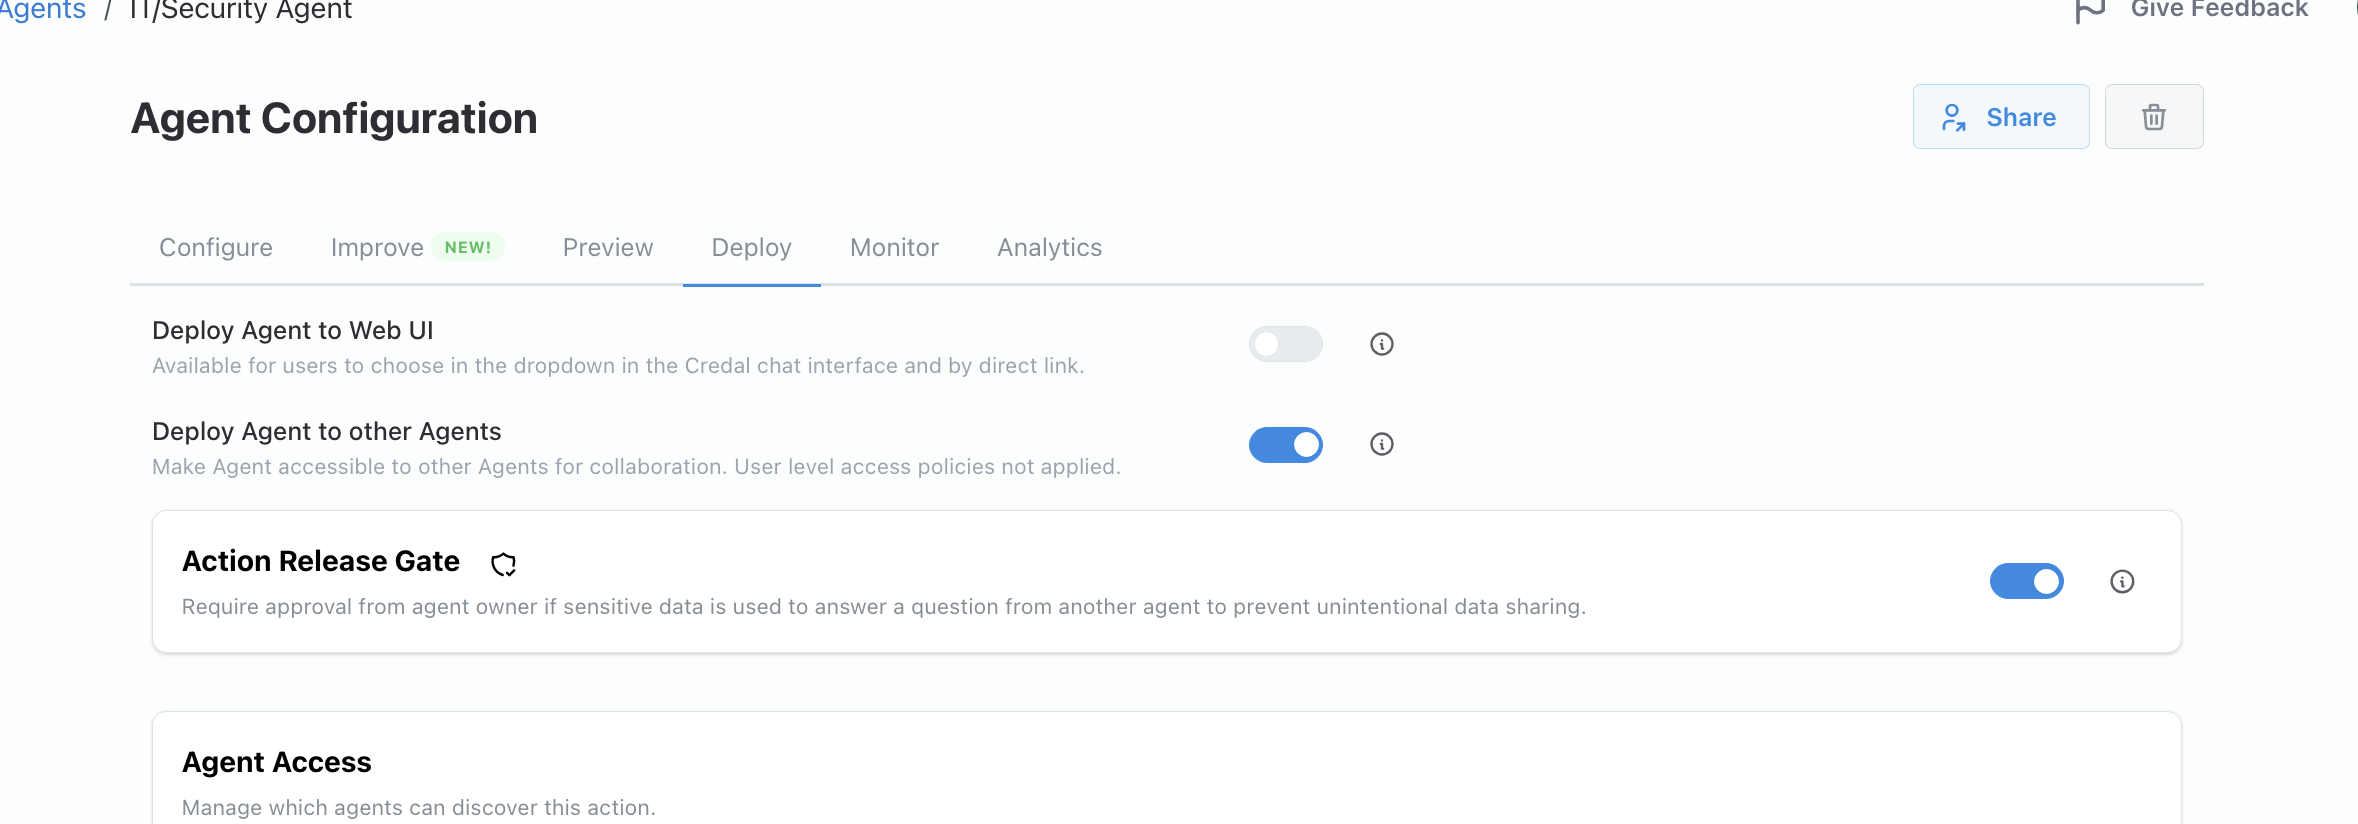 Agents / IT/Security Agent
Give Feedback
Agent Configuration
Share
Configure
Improve NEW!
Preview
Deploy
Monitor
Analytics
Deploy Agent to Web UI
Available for users to choose in the dropdown in the Credal chat interface and by direct link.
Deploy Agent to other Agents
Make Agent accessible to other Agents for collaboration. User level access policies not applied.
Action Release Gate
Require approval from agent owner if sensitive data is used to answer a question from another agent to prevent unintentional data sharing.
Agent Access
Manage which agents can discover this action.